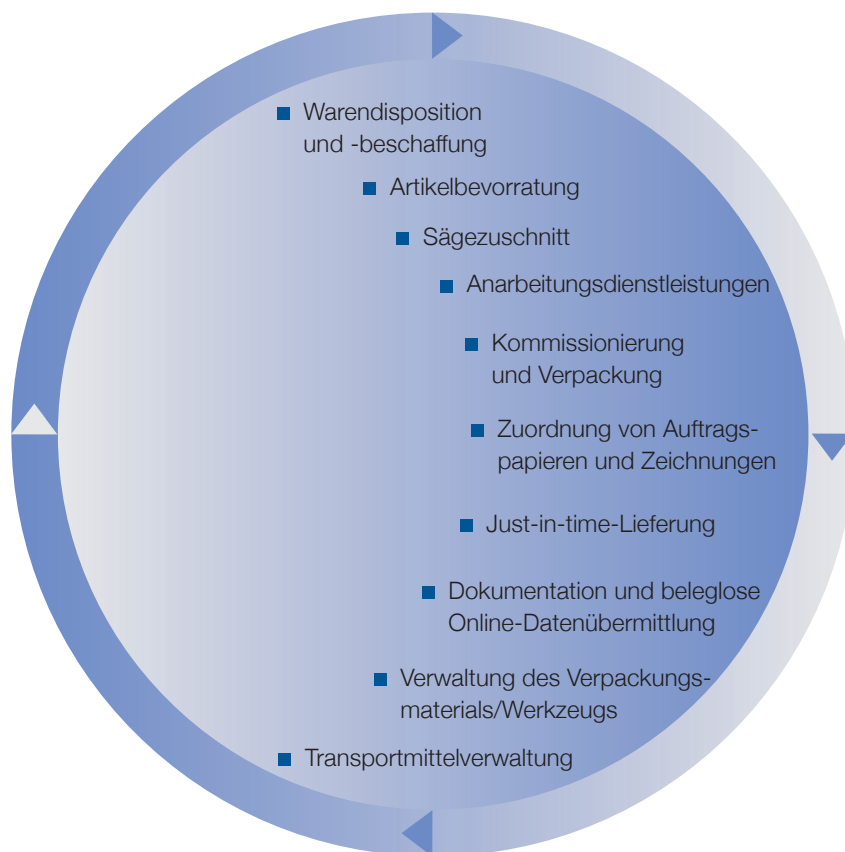 Warendisposition
und -beschaffung
Artikelbevorratung
Sägezuschnitt
Anarbeitungsdienstleistungen
Kommissionierung
und Verpackung
Zuordnung von Auftrags-
papieren und Zeichnungen
Just-in-time-Lieferung
Dokumentation und beleglose
Online-Datenübermittlung
Verwaltung des Verpackungs-
materials/Werkzeugs
Transportmittelverwaltung